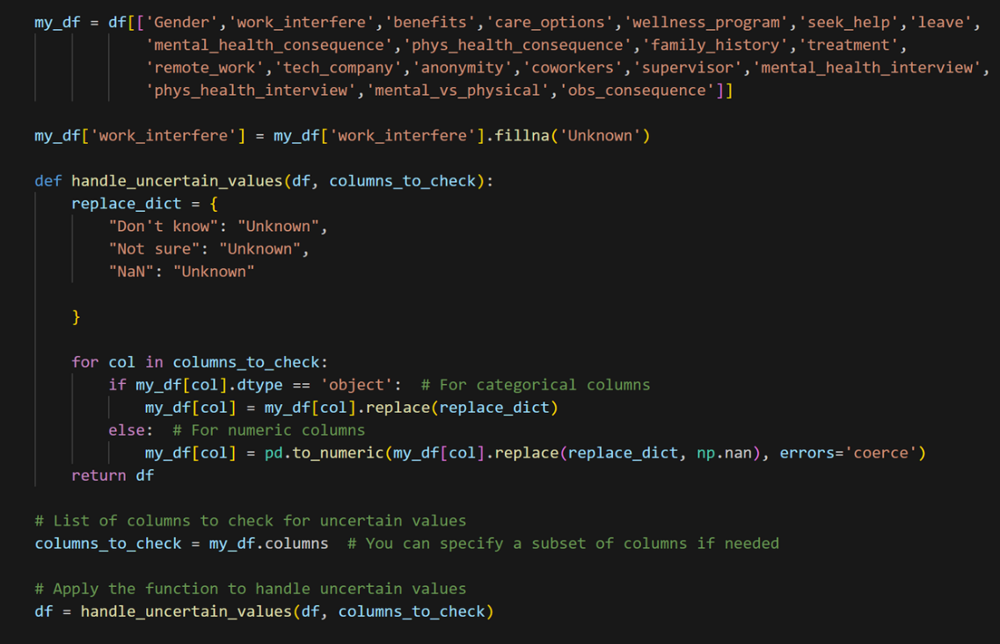 my_df = df[['Gender','work_interfere','benefits','care_options','wellness_program','seek_help','leave',
'mental_health_consequence','phys_health_consequence','family_history','treatment',
'remote_work','tech_company','anonymity','coworkers','supervisor','mental_health_interview',
'phys_health_interview','mental_vs_physical','obs_consequence']]
my_df['work_interfere'] = my_df['work_interfere'].fillna('Unknown')
def handle_uncertain_values(df, columns_to_check):
replace_dict = {
"Don't know": "Unknown",
"Not sure": "Unknown",
"NaN": "Unknown"
}
for col in columns_to_check:
if my_df[col].dtype == 'object':  # For categorical columns
my_df[col] = my_df[col].replace(replace_dict)
else:  # For numeric columns
my_df[col] = pd.to_numeric(my_df[col].replace(replace_dict, np.nan), errors='coerce')
return df
# List of columns to check for uncertain values
columns_to_check = my_df.columns  # You can specify a subset of columns if needed
# Apply the function to handle uncertain values
df = handle_uncertain_values(df, columns_to_check)